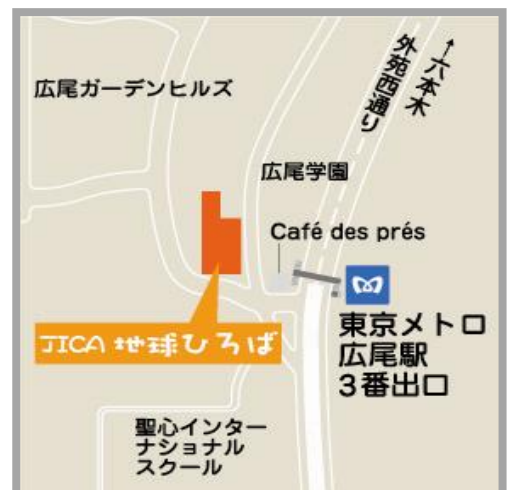 ↑六本木
外苑西通り
広尾ガーデンヒルズ
広尾学園
Café des prés
東京メトロ
広尾駅
3番出口
JICA 地球ひろば
聖心インター
ナショナル
スクール